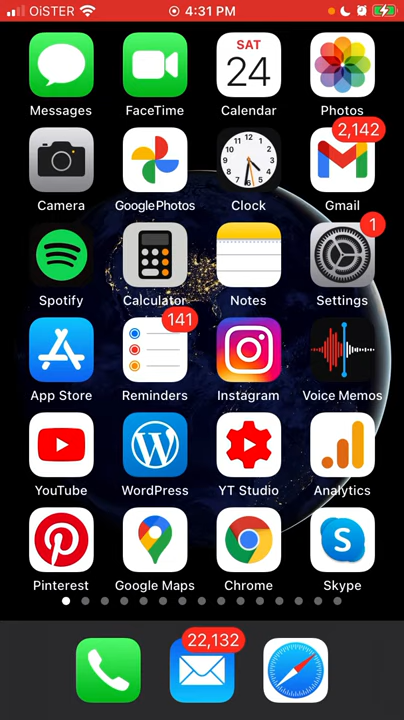 OiSTER 4:31 PM
SAT
24
Messages FaceTime Calendar Photos
2,142
Camera Google Photos Clock Gmail
1
Spotify Calculator Notes Settings
141
App Store Reminders Instagram Voice Memos
YouTube WordPress YT Studio Analytics
Pinterest Google Maps Chrome Skype
22,132